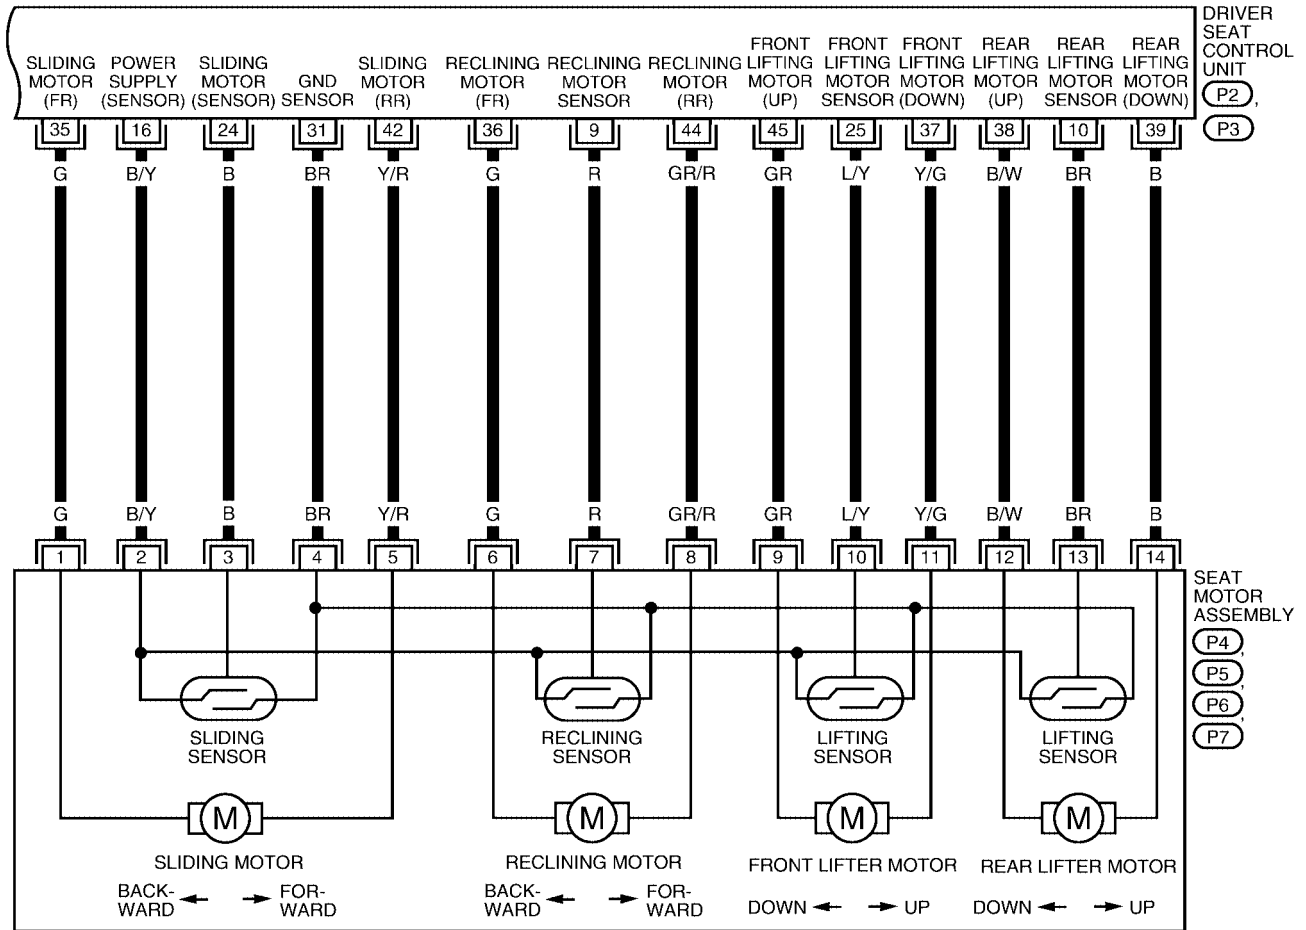 DRIVER
SEAT
CONTROL
UNIT
P2,
P3
SLIDING
MOTOR
(FR)
POWER
SUPPLY
(SENSOR)
SLIDING
MOTOR
(SENSOR)
GND
SENSOR
SLIDING
MOTOR
(RR)
RECLINING
MOTOR
(FR)
RECLINING
MOTOR
SENSOR
RECLINING
MOTOR
(RR)
FRONT
LIFTING
MOTOR
(UP)
FRONT
LIFTING
MOTOR
SENSOR
FRONT
LIFTING
MOTOR
(DOWN)
REAR
LIFTING
MOTOR
(UP)
REAR
LIFTING
MOTOR
SENSOR
REAR
LIFTING
MOTOR
(DOWN)
35 16 24 31 42 36 9 44 45 25 37 38 10 39
G B/Y B BR Y/R G R GR/R GR L/Y Y/G B/W BR B
G B/Y B BR Y/R G R GR/R GR L/Y Y/G B/W BR B
1 2 3 4 5 6 7 8 9 10 11 12 13 14
SEAT
MOTOR
ASSEMBLY
P4,
P5,
P6,
P7
SLIDING
SENSOR
RECLINING
SENSOR
LIFTING
SENSOR
LIFTING
SENSOR
M M M M
SLIDING MOTOR
RECLINING MOTOR
FRONT LIFTER MOTOR
REAR LIFTER MOTOR
BACK-
WARD
FOR-
WARD
BACK-
WARD
FOR-
WARD
DOWN UP
DOWN UP